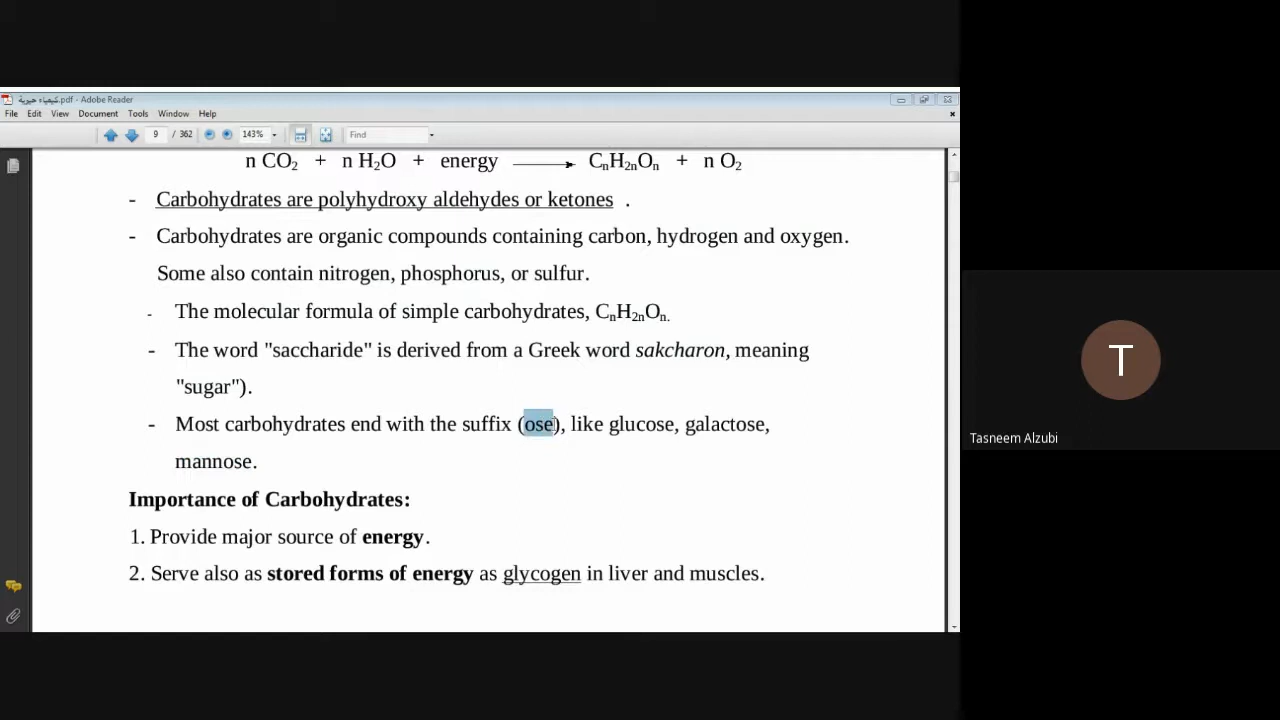 شيمياء حيوية.pdf - Adobe Reader
File Edit View Document Tools Window Help
9 / 362 143% Find
n CO₂ + n H₂O + energy ⟶ CₙH₂ₙOₙ + n O₂
- Carbohydrates are polyhydroxy aldehydes or ketones .
- Carbohydrates are organic compounds containing carbon, hydrogen and oxygen.
Some also contain nitrogen, phosphorus, or sulfur.
- The molecular formula of simple carbohydrates, CₙH₂ₙOₙ.
- The word "saccharide" is derived from a Greek word sakcharon, meaning
"sugar").
- Most carbohydrates end with the suffix (ose), like glucose, galactose,
mannose.
Importance of Carbohydrates:
1. Provide major source of energy.
2. Serve also as stored forms of energy as glycogen in liver and muscles.
T
Tasneem Alzubi